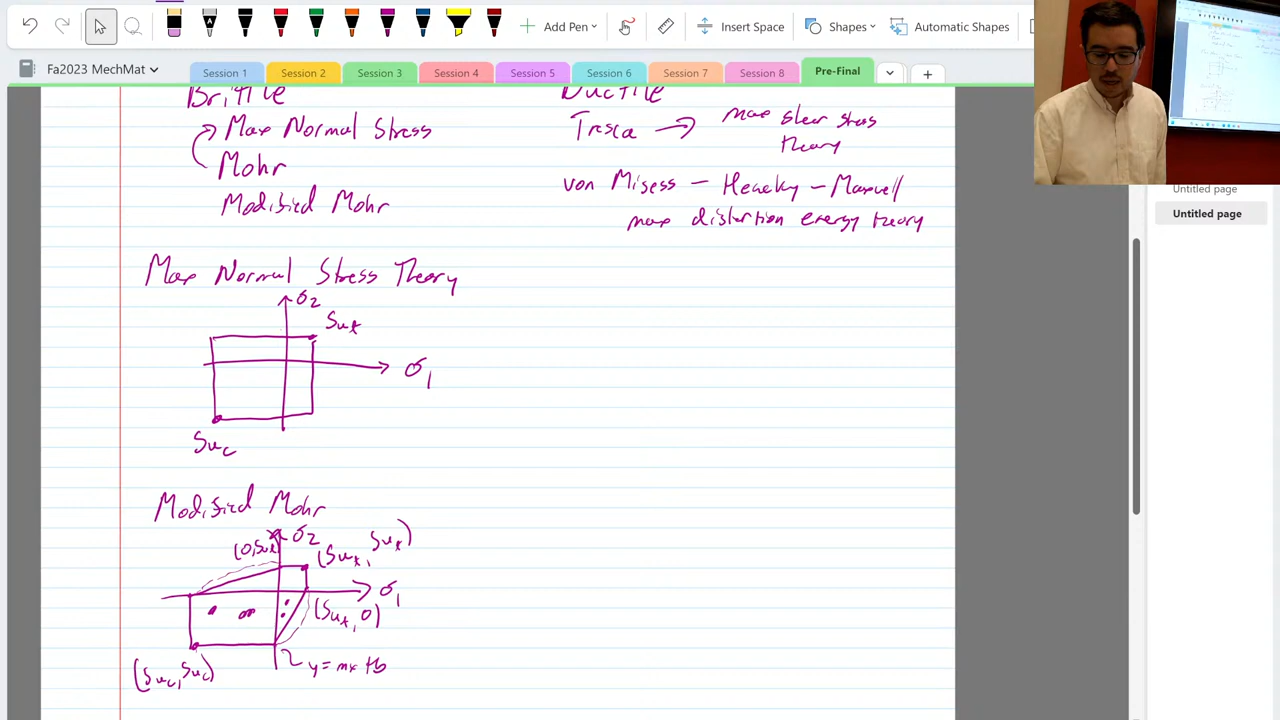 Add Pen
Insert Space
Shapes
Automatic Shapes
Fa2023 MechMat
Session 1
Session 2
Session 3
Session 4
Session 5
Session 6
Session 7
Session 8
Pre-Final
Untitled page
Untitled page
Brittle
Max Normal Stress
Mohr
Modified Mohr
Ductile
Tresca → max shear stress
theory
von Misess - Hencky - Maxwell
max distortion energy theory
Max Normal Stress Theory
σ2
Sut
σ1
Suc
Modified Mohr
σ2
(0,Sut)
(Sut, Sut)
σ1
(Sut, 0)
(Suc, Suc)
y = mx + b